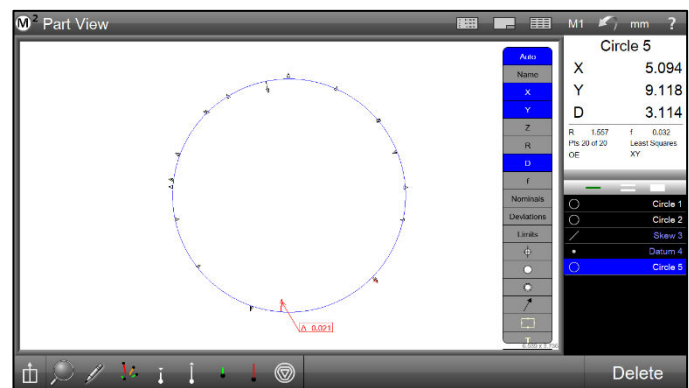 M² Part View
M1 mm ?
Auto
Name
X
Y
Z
R
D
f
Nominals
Deviations
Limits
Δ 0.021
Circle 5
X 5.094
Y 9.118
D 3.114
R 1.557 f 0.032
Pts 20 of 20 Least Squares
OE XY
Circle 1
Circle 2
Skew 3
Datum 4
Circle 5
Delete